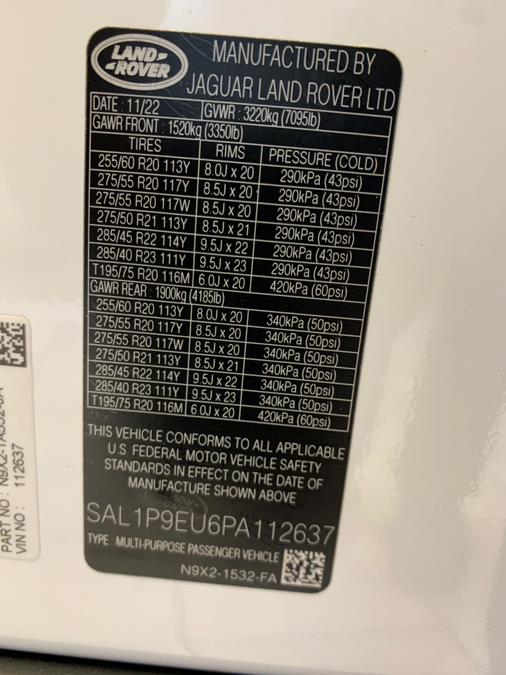 LAND ROVER
MANUFACTURED BY
JAGUAR LAND ROVER LTD
DATE : 11/22 GVWR : 3220kg (7095lb)
GAWR FRONT : 1520kg (3350lb)
TIRES RIMS PRESSURE (COLD)
255/60 R20 113Y 8.0J x 20 290kPa (43psi)
275/55 R20 117Y 8.5J x 20 290kPa (43psi)
275/55 R20 117W 8.5J x 20 290kPa (43psi)
275/50 R21 113Y 8.5J x 21 290kPa (43psi)
285/45 R22 114Y 9.5J x 22 290kPa (43psi)
285/40 R23 111Y 9.5J x 23 290kPa (43psi)
T195/75 R20 116M 6.0J x 20 420kPa (60psi)
GAWR REAR : 1900kg (4185lb)
255/60 R20 113Y 8.0J x 20 340kPa (50psi)
275/55 R20 117Y 8.5J x 20 340kPa (50psi)
275/55 R20 117W 8.5J x 20 340kPa (50psi)
275/50 R21 113Y 8.5J x 21 340kPa (50psi)
285/45 R22 114Y 9.5J x 22 340kPa (50psi)
285/40 R23 111Y 9.5J x 23 340kPa (50psi)
T195/75 R20 116M 6.0J x 20 420kPa (60psi)
THIS VEHICLE CONFORMS TO ALL APPLICABLE
U.S. FEDERAL MOTOR VEHICLE SAFETY
STANDARDS IN EFFECT ON THE DATE OF
MANUFACTURE SHOWN ABOVE
SAL1P9EU6PA112637
TYPE : MULTI-PURPOSE PASSENGER VEHICLE
N9X2-1532-FA
PART NO : 
VIN NO : 112637